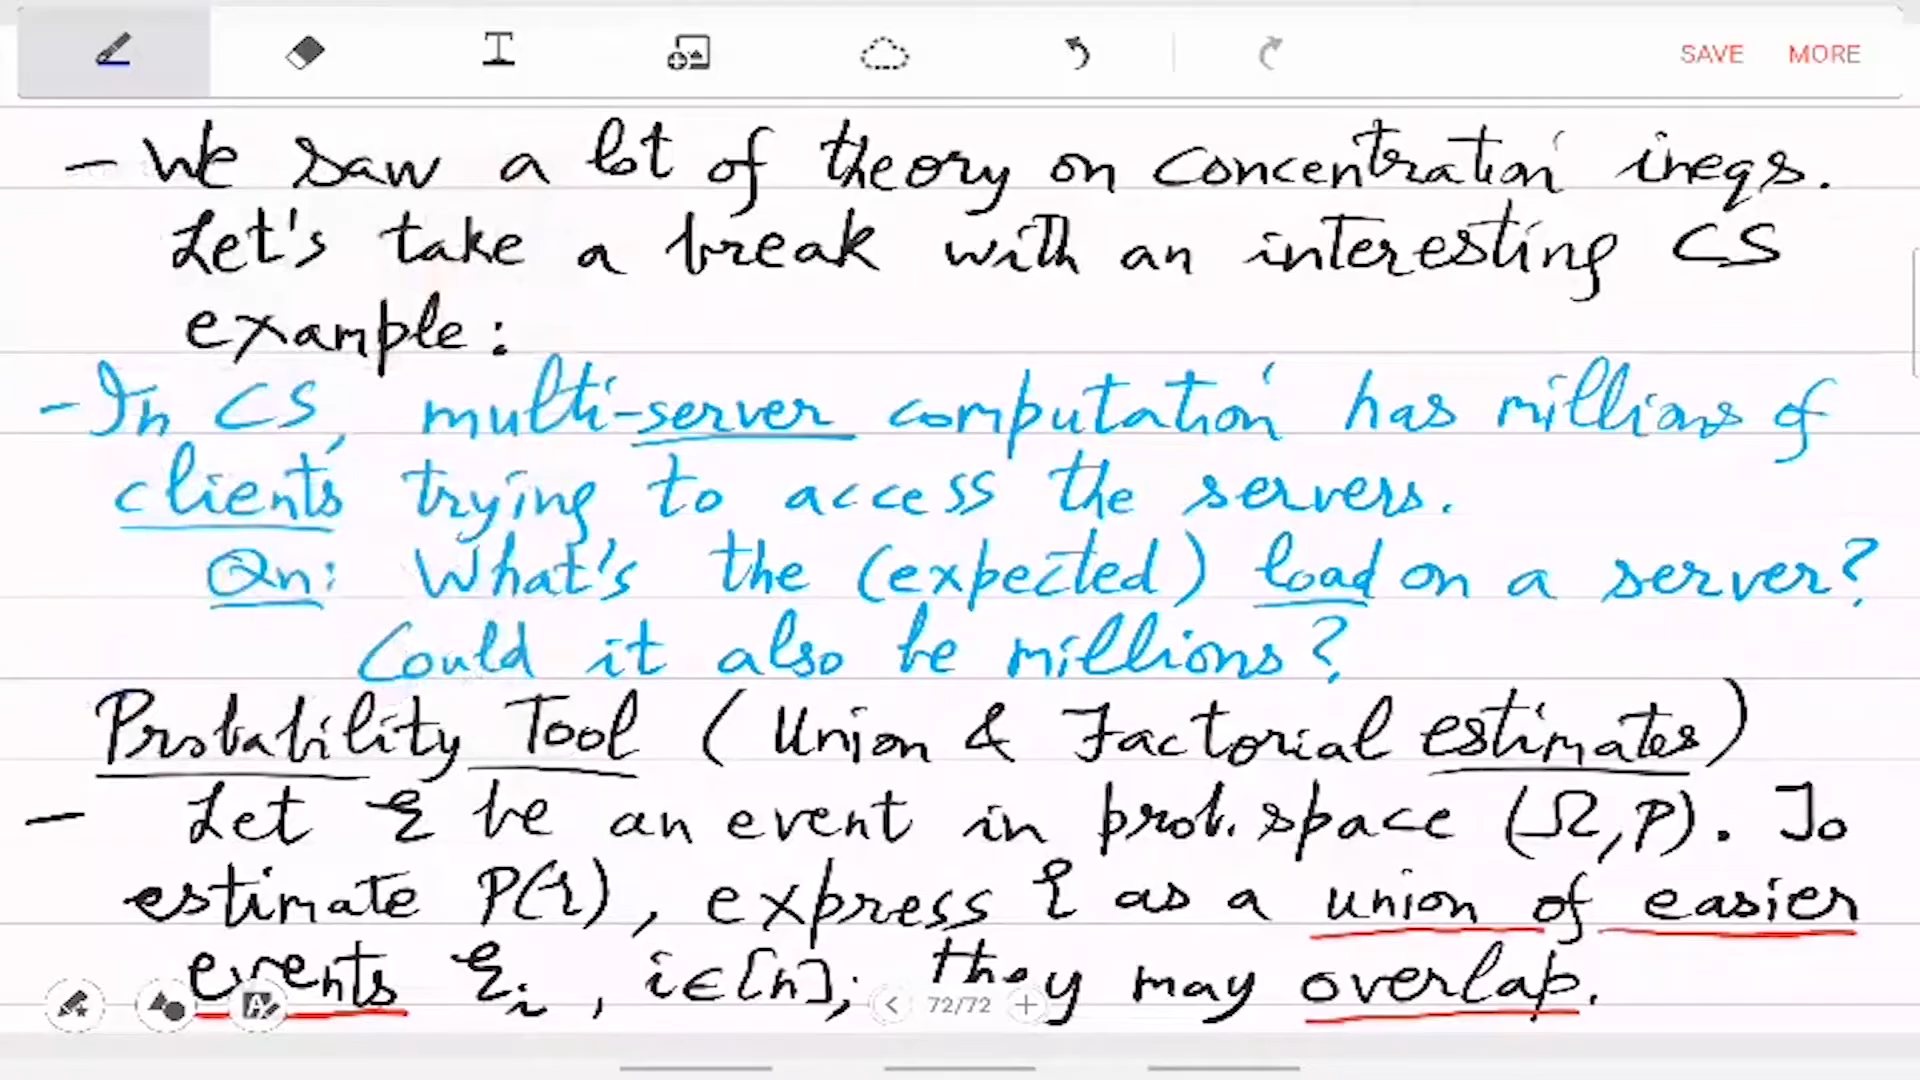 SAVE MORE
- We saw a lot of theory on concentration ineqs.
Let's take a break with an interesting CS
example:
- In CS, multi-server computation has millions of
clients trying to access the servers.
Qn: What's the (expected) load on a server?
Could it also be millions?
Probability Tool (Union & Factorial estimates)
- Let ℰ be an event in prob. space (Ω,P). To
estimate P(ℰ), express ℰ as a union of easier
events ℰᵢ, i∈[n]; they may overlap.
72/72